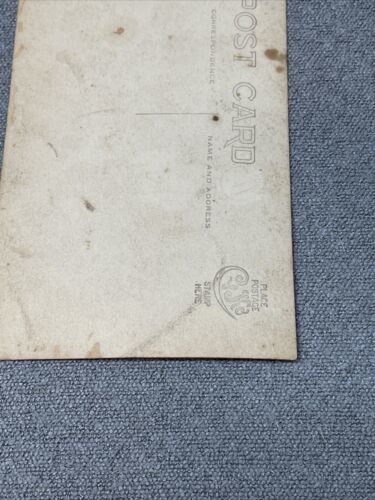 POST CARD
CORRESPONDENCE
NAME AND ADDRESS
PLACE
POSTAGE
STAMP
HERE